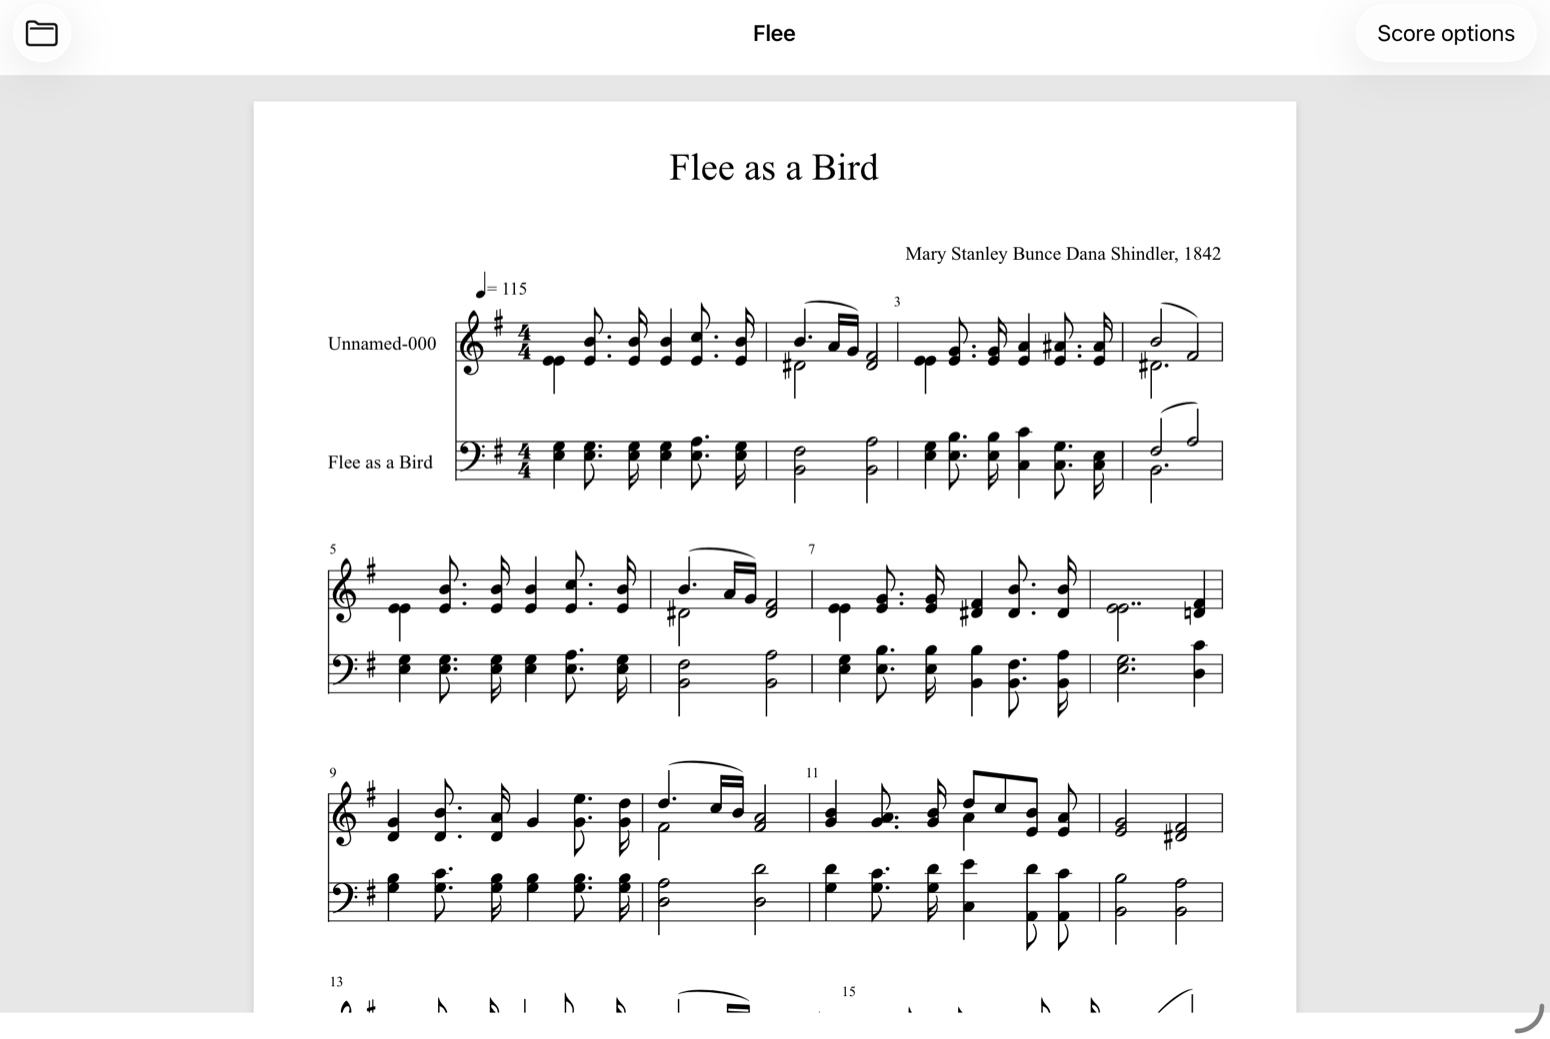 Flee
Score options
Flee as a Bird
Mary Stanley Bunce Dana Shindler, 1842
= 115
3
Unnamed-000
Flee as a Bird
5
7
9
11
13
15